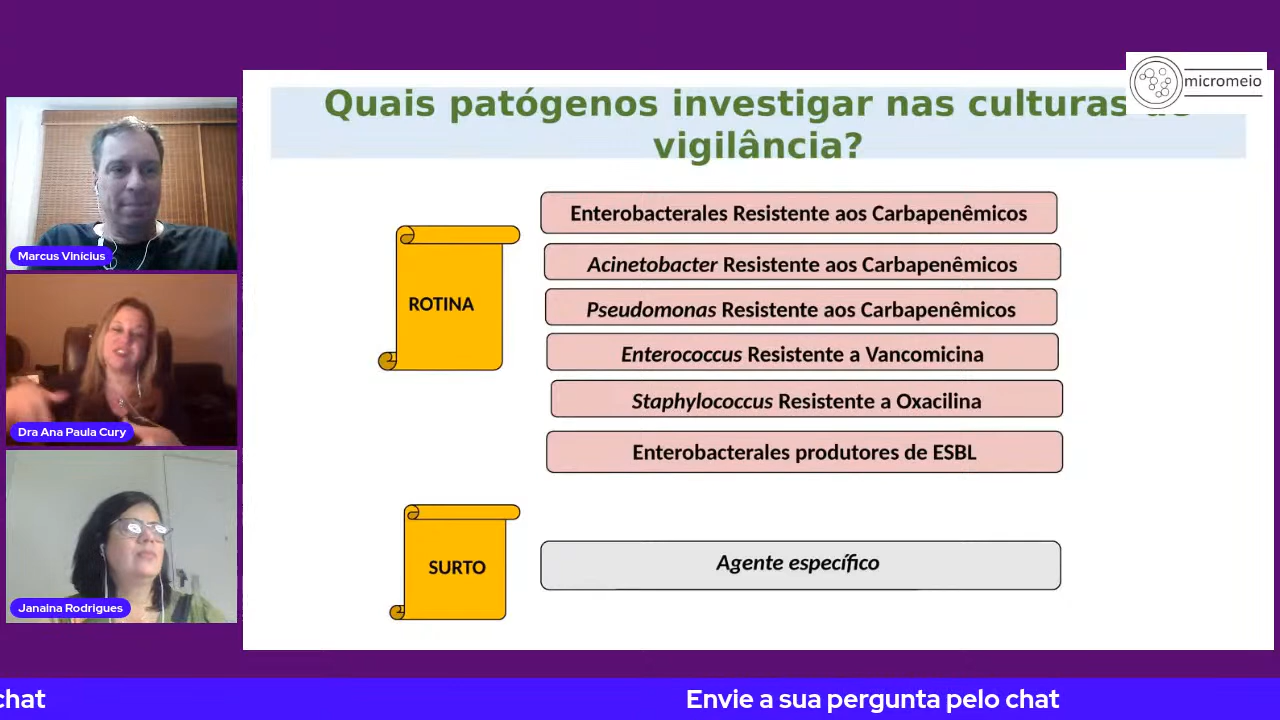 micromeio
Quais patógenos investigar nas culturas de
vigilância?
Enterobacterales Resistente aos Carbapenêmicos
Acinetobacter Resistente aos Carbapenêmicos
Pseudomonas Resistente aos Carbapenêmicos
ROTINA
Enterococcus Resistente a Vancomicina
Staphylococcus Resistente a Oxacilina
Enterobacterales produtores de ESBL
SURTO
Agente específico
Marcus Vinícius
Dra Ana Paula Cury
Janaina Rodrigues
chat
Envie a sua pergunta pelo chat